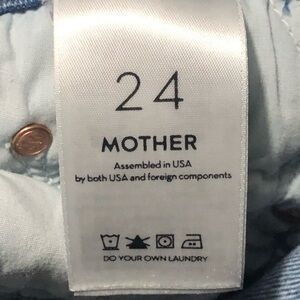 24
MOTHER
Assembled in USA
by both USA and foreign components
DO YOUR OWN LAUNDRY